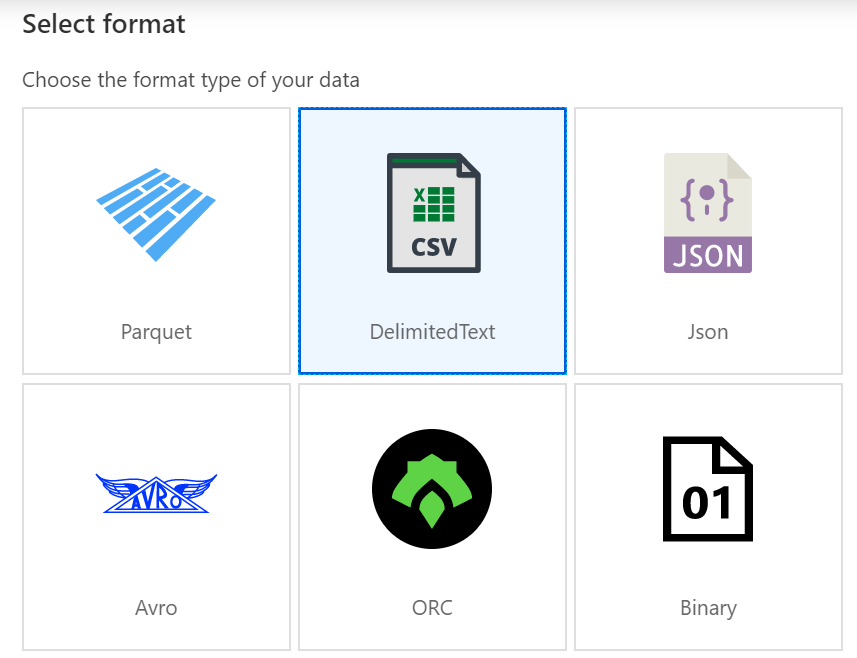 Select format
Choose the format type of your data
X
CSV
{ } JSON
Parquet
DelimitedText
Json
AVRO
01
Avro
ORC
Binary